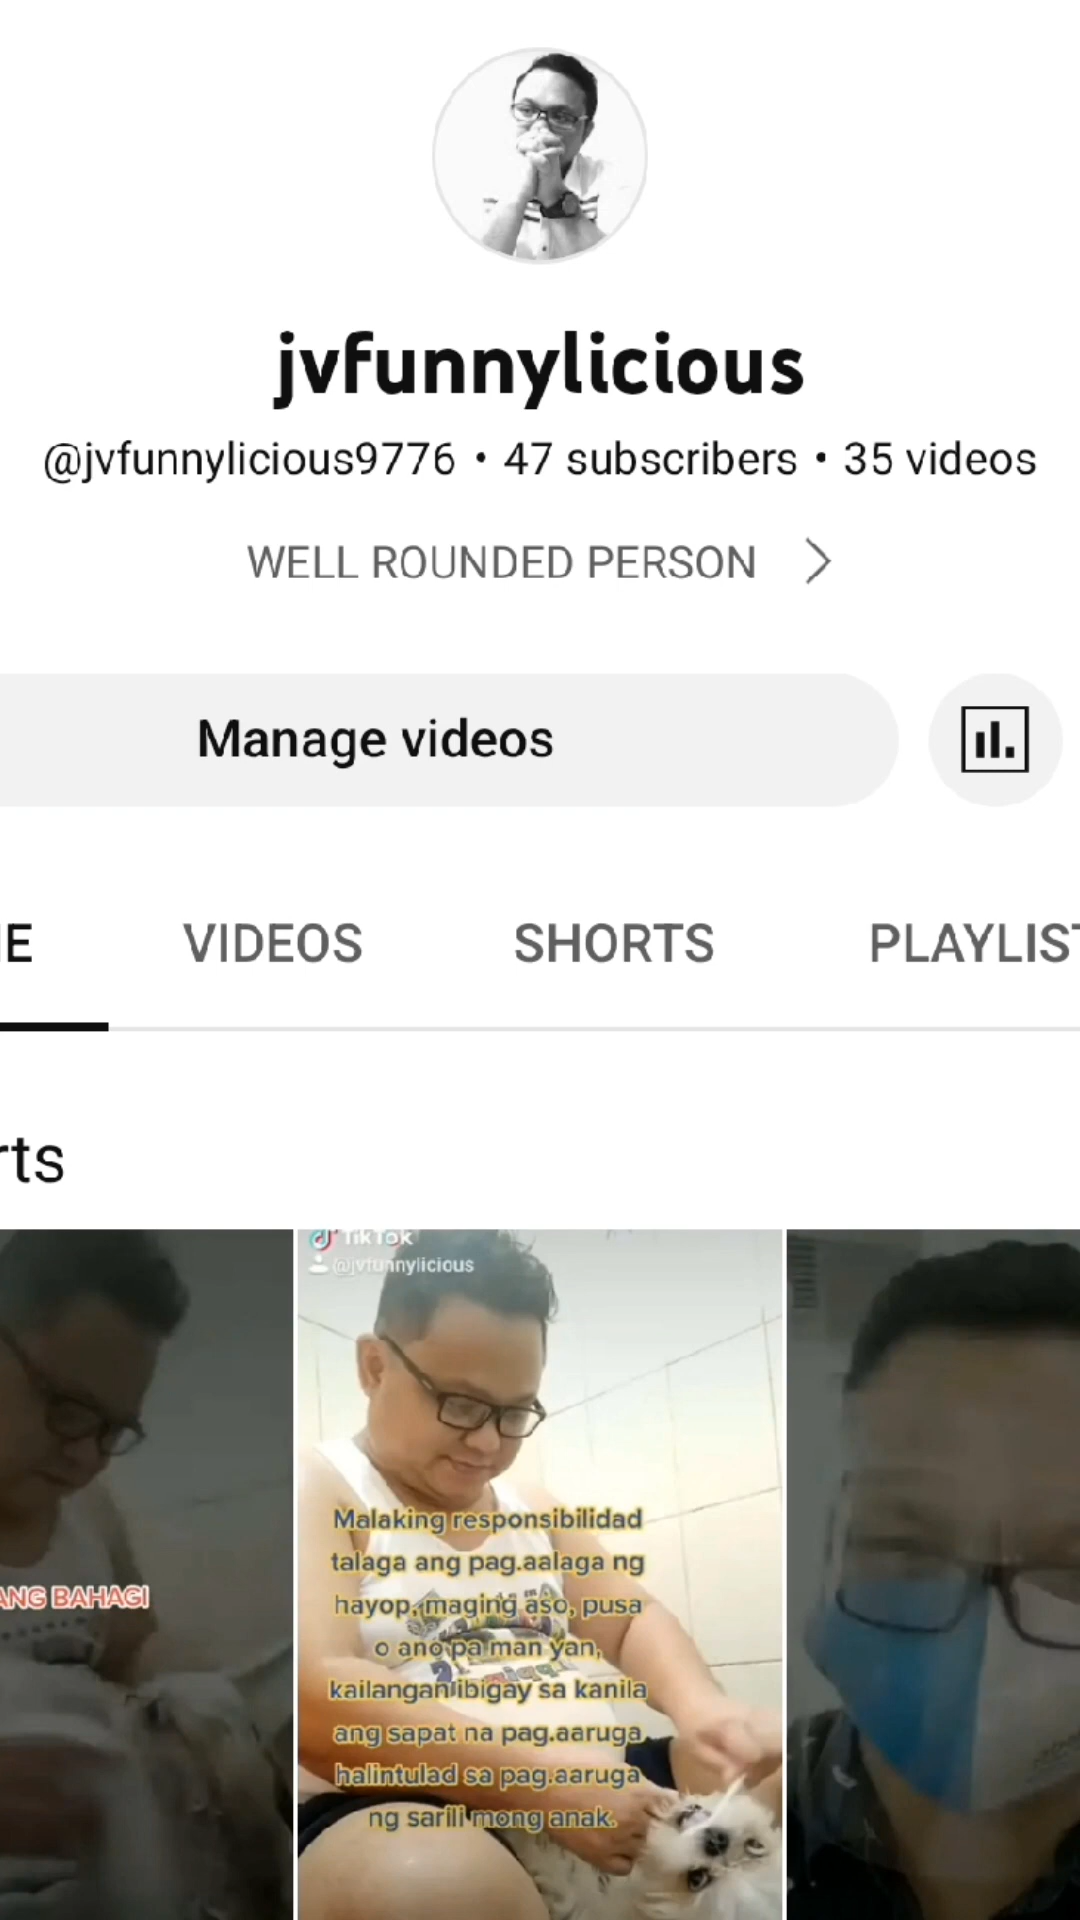 jvfunnylicious
@jvfunnylicious9776 • 47 subscribers • 35 videos
WELL ROUNDED PERSON
Manage videos
E VIDEOS SHORTS PLAYLIST
rts
TikTok
@jvfunnylicious
ANG BAHAGI
Malaking responsibilidad
talaga ang pag.aalaga ng
hayop, maging aso, pusa
o ano pa man yan,
kailangan ibigay sa kanila
ang sapat na pag.aaruga
halintulad sa pag.aaruga
ng sarili mong anak.